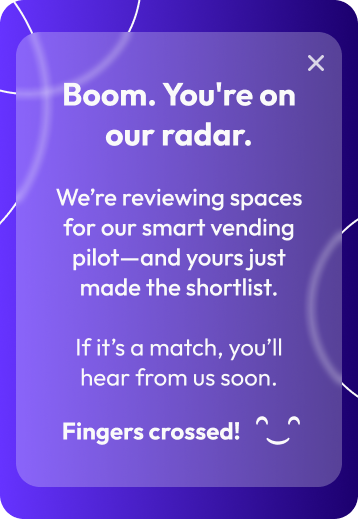 Boom. You're on
our radar.
We’re reviewing spaces
for our smart vending
pilot—and yours just
made the shortlist.
If it’s a match, you’ll
hear from us soon.
Fingers crossed!